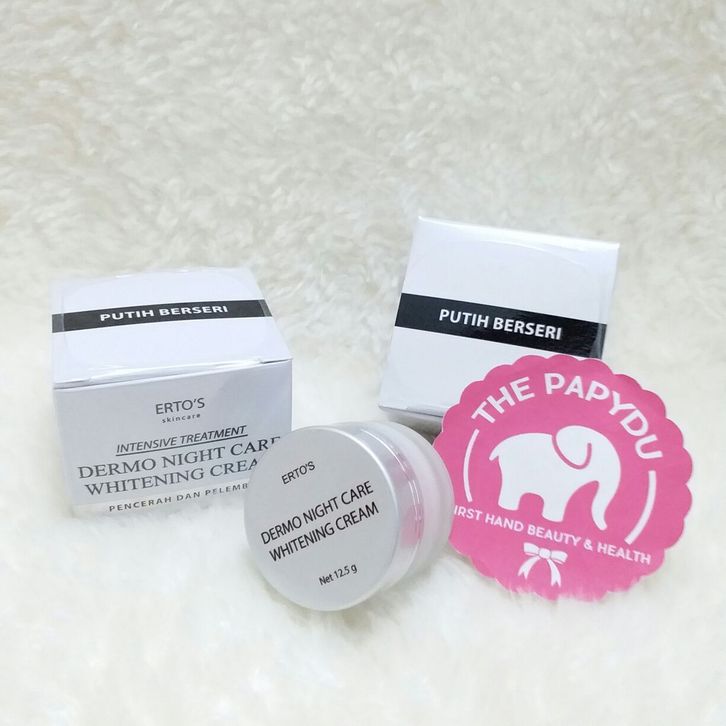 PUTIH BERSERI
ERTO'S
skincare
INTENSIVE TREATMENT
DERMO NIGHT CARE
WHITENING CREA
PENCERAH DAN
PUTIH BERSERI
ERTO'S
DERMO NIGHT CARE
WHITENING CREAM
Net 12.5 g
THE PAPYDU
IRST HAND BEAUTY & HEALTH